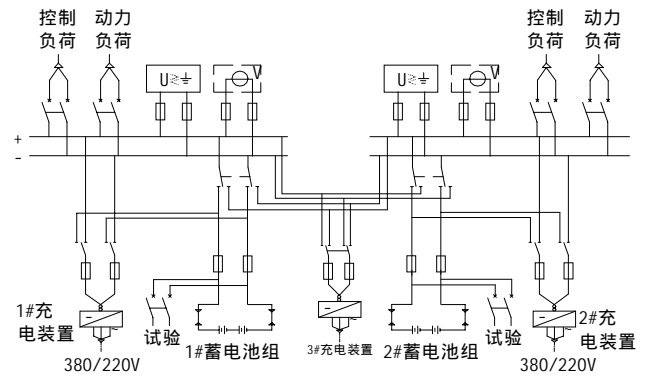 控制 动力 控制 动力
负荷 负荷 负荷 负荷
U V U V
+
-
1#充
电装置
试验
1#蓄电池组
3#充电装置
2#蓄电池组
试验
2#充
电装置
380/220V
380/220V